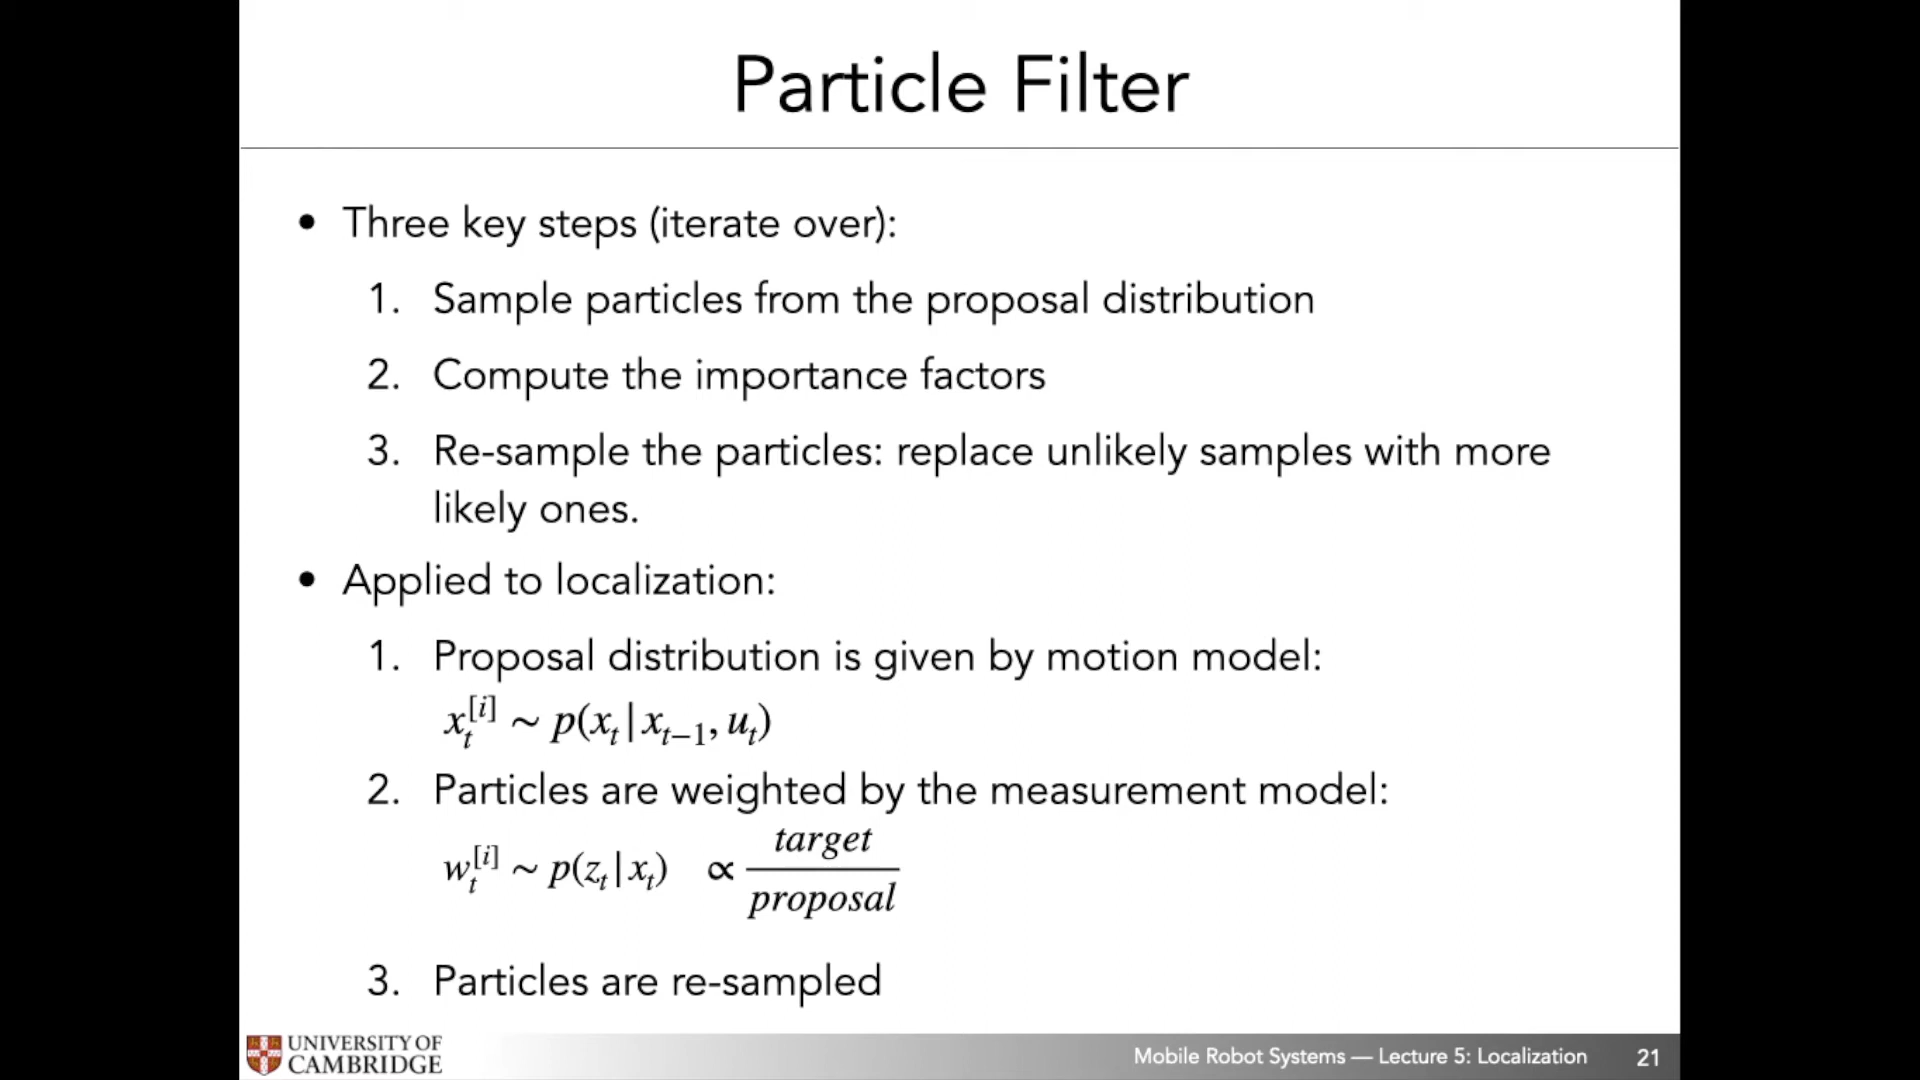 Particle Filter
• Three key steps (iterate over):
1. Sample particles from the proposal distribution
2. Compute the importance factors
3. Re-sample the particles: replace unlikely samples with more
likely ones.
• Applied to localization:
1. Proposal distribution is given by motion model:
x_t^{[i]} ~ p(x_t | x_{t−1}, u_t)
2. Particles are weighted by the measurement model:
w_t^{[i]} ~ p(z_t | x_t) ∝ target / proposal
3. Particles are re-sampled
UNIVERSITY OF
CAMBRIDGE
Mobile Robot Systems — Lecture 5: Localization 21